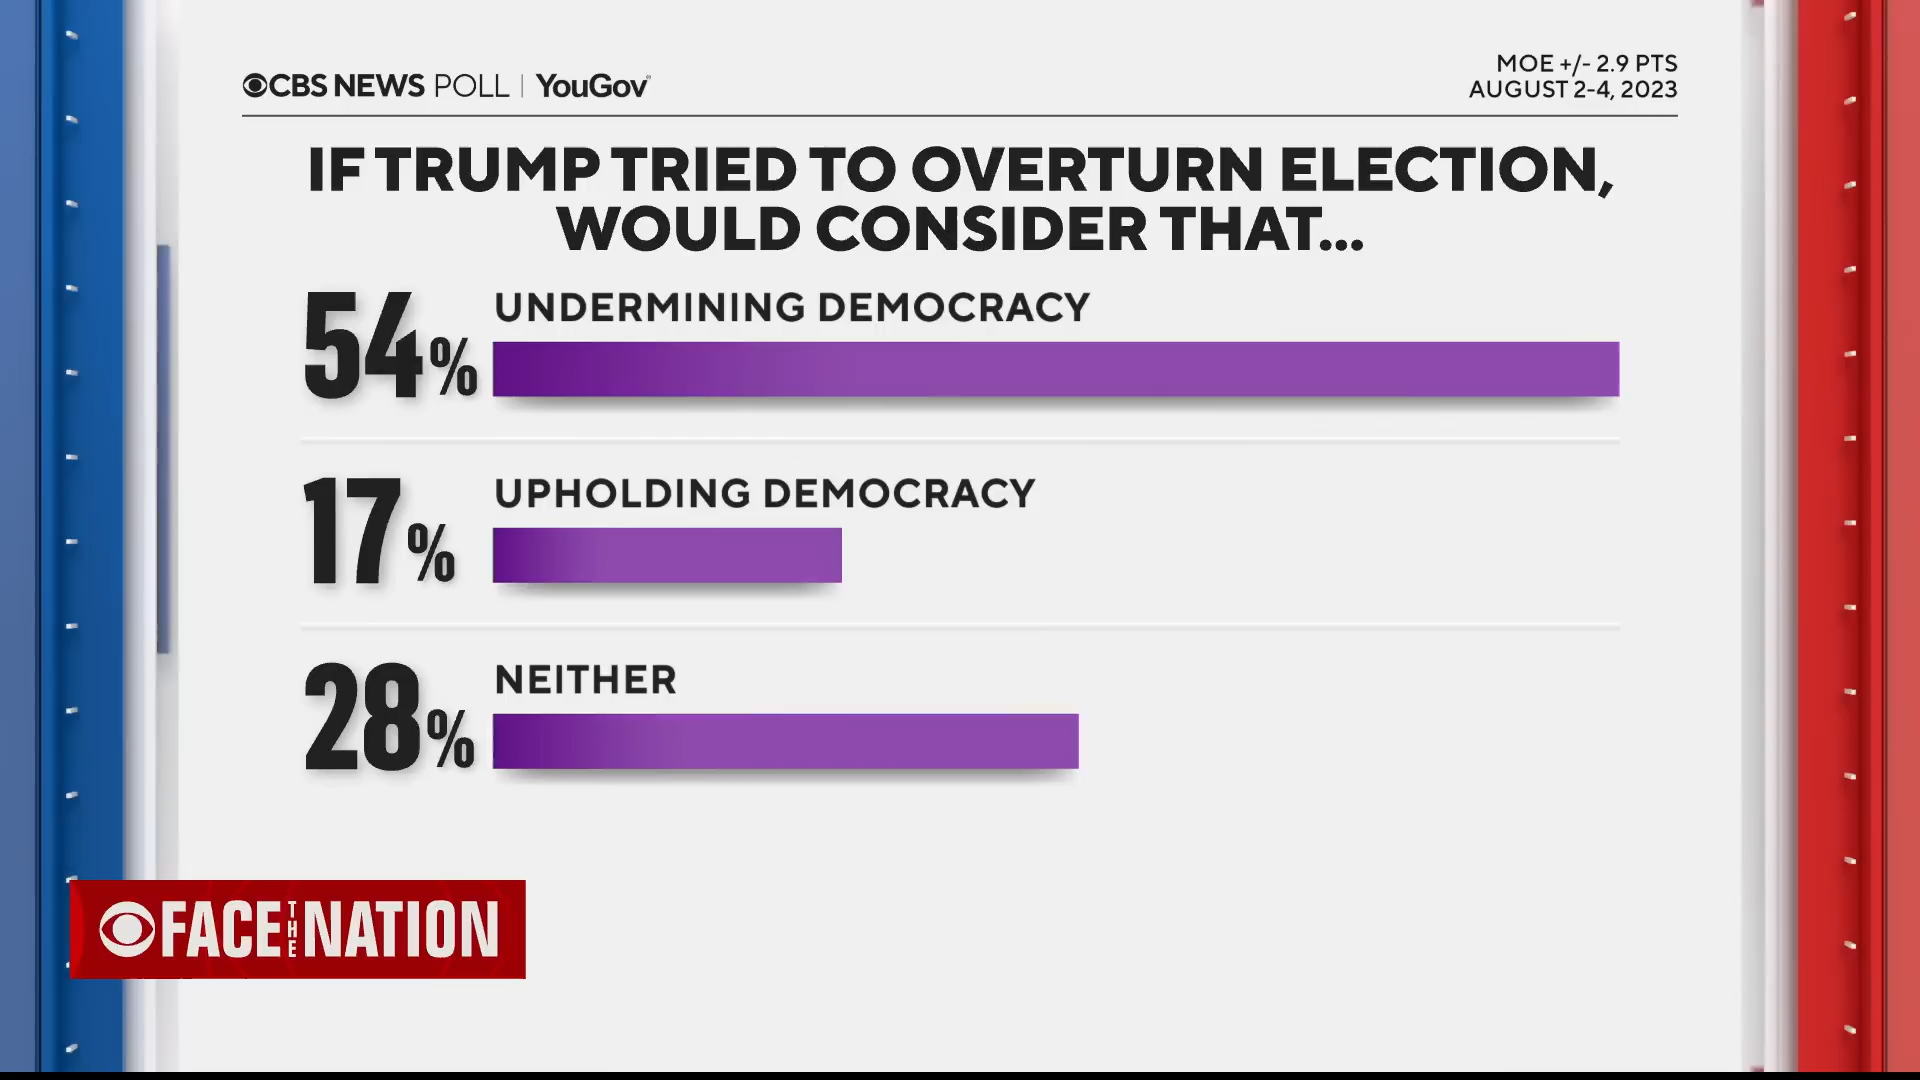 CBS NEWS POLL | YouGov
MOE +/- 2.9 PTS
AUGUST 2-4, 2023
IF TRUMP TRIED TO OVERTURN ELECTION,
WOULD CONSIDER THAT...
54% UNDERMINING DEMOCRACY
17% UPHOLDING DEMOCRACY
28% NEITHER
FACE THE NATION